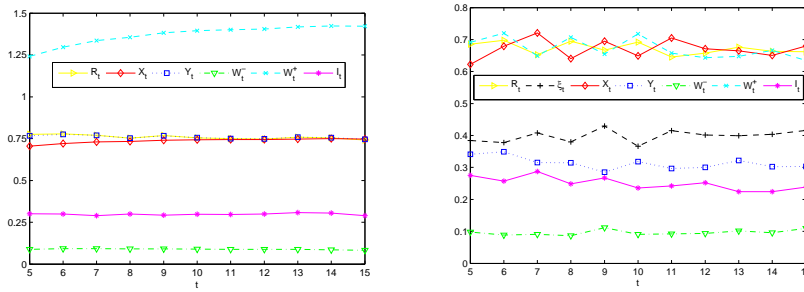 1.5
1.25
1
0.75
0.5
0.25
0
5 6 7 8 9 10 11 12 13 14 15
t
R_t X_t Y_t W_t^- W_t^+ I_t
0.8
0.7
0.6
0.5
0.4
0.3
0.2
0.1
0
5 6 7 8 9 10 11 12 13 14 15
t
R_t ξ_t X_t Y_t W_t^- W_t^+ I_t